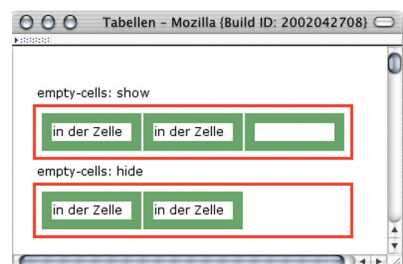 Tabellen – Mozilla {Build ID: 2002042708}
empty-cells: show
in der Zelle in der Zelle
empty-cells: hide
in der Zelle in der Zelle